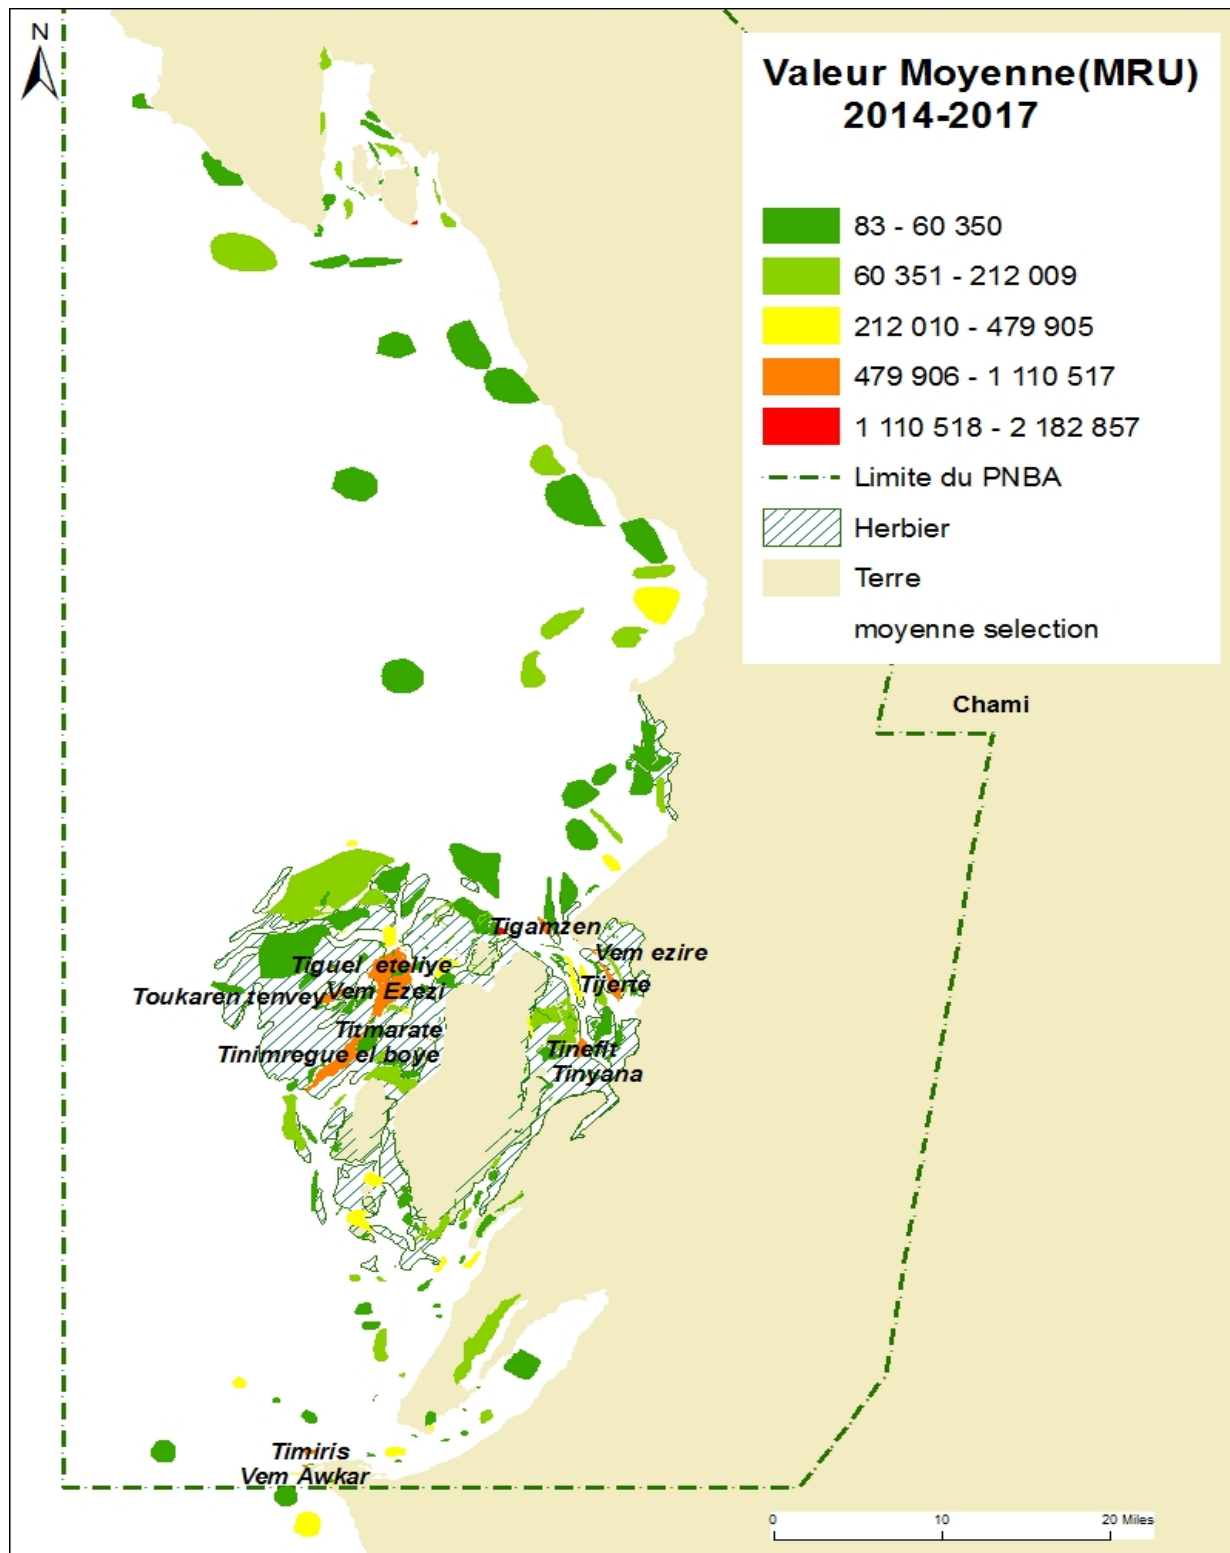 N
Valeur Moyenne(MRU)
2014-2017
83 - 60 350
60 351 - 212 009
212 010 - 479 905
479 906 - 1 110 517
1 110 518 - 2 182 857
Limite du PNBA
Herbier
Terre
moyenne selection
Chami
Tigamzen
Vem ezire
Tiguel eteliye
Tijerte
Toukaren tenvey
Vem Ezezi
Titmarate
Tinimregue el boye
Tinefit
Tinyana
Timiris
Vem Awkar
0 10 20 Miles